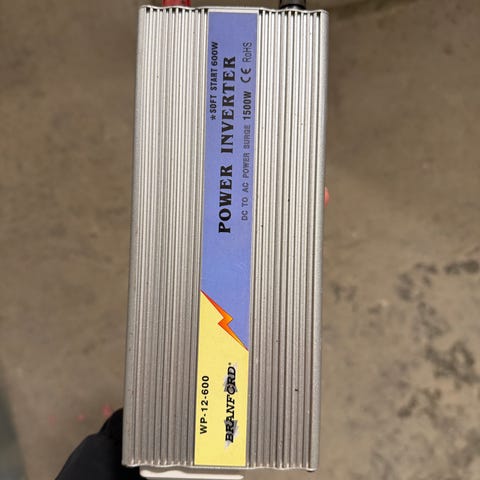 *SOFT START 600W
POWER INVERTER
DC TO AC POWER SURGE 1500W CE RoHS
WP-12-600
BRANFORD